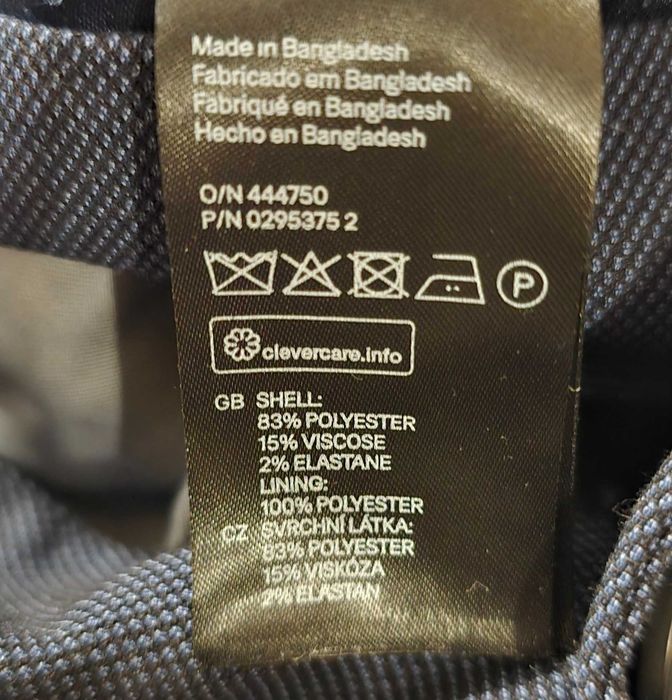 Made in Bangladesh
Fabricado em Bangladesh
Fabriqué en Bangladesh
Hecho en Bangladesh
O/N 444750
P/N 0295375 2
P
clevercare.info
GB SHELL:
83% POLYESTER
15% VISCOSE
2% ELASTANE
LINING:
100% POLYESTER
CZ SVRCHNÍ LÁTKA:
83% POLYESTER
15% VISKÓZA
2% ELASTAN